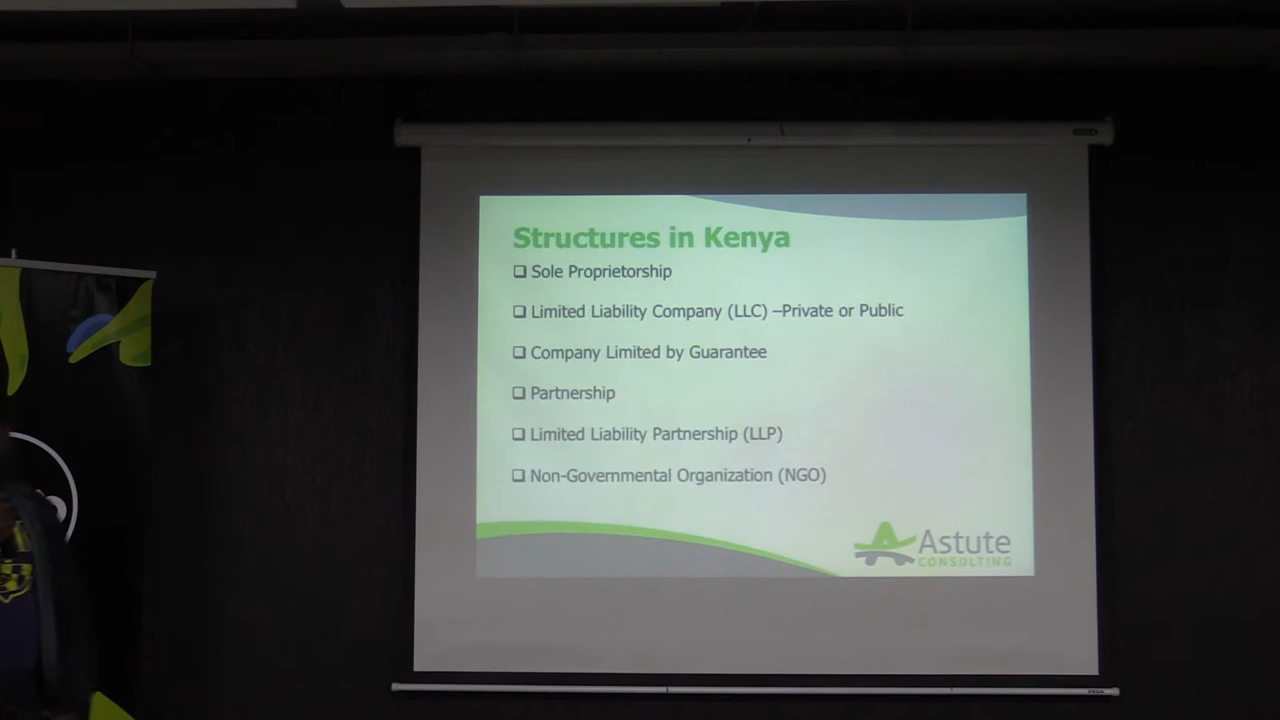 Structures in Kenya
❑ Sole Proprietorship
❑ Limited Liability Company (LLC) –Private or Public
❑ Company Limited by Guarantee
❑ Partnership
❑ Limited Liability Partnership (LLP)
❑ Non-Governmental Organization (NGO)
Astute
CONSULTING